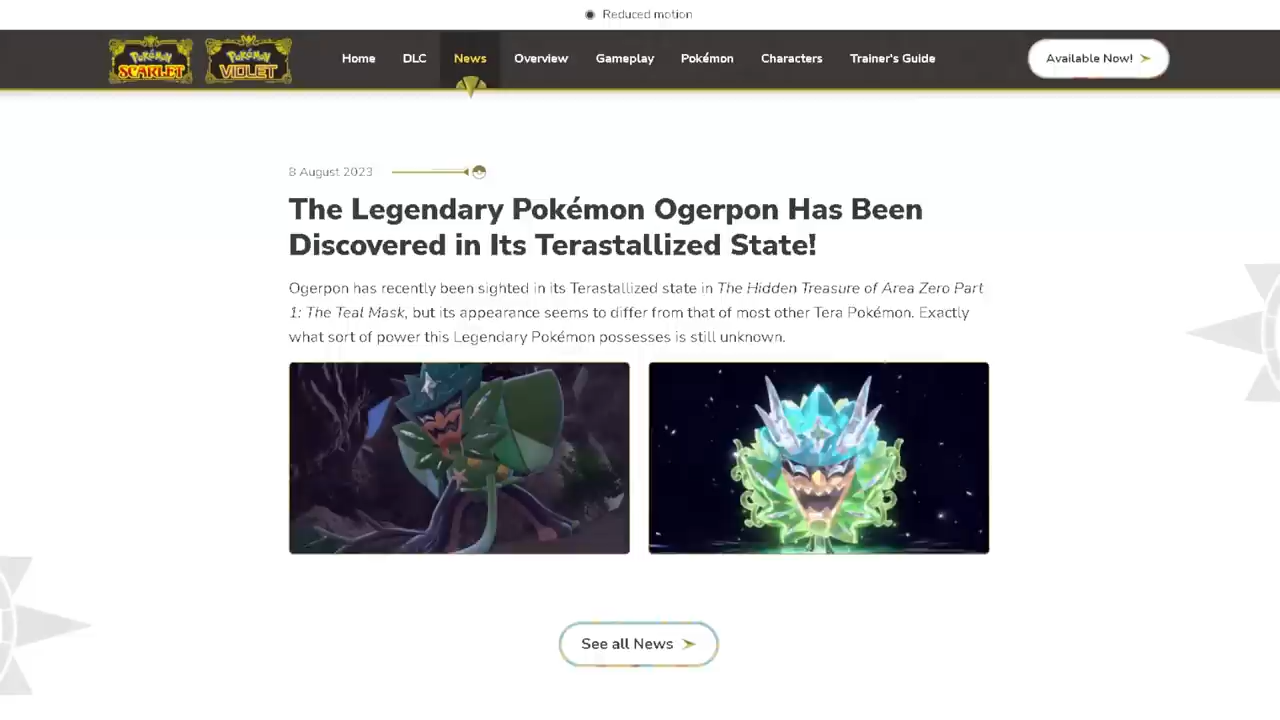 Reduced motion
Pokémon SCARLET
Pokémon VIOLET
Home DLC News Overview Gameplay Pokémon Characters Trainer's Guide Available Now!
8 August 2023
The Legendary Pokémon Ogerpon Has Been
Discovered in Its Terastallized State!
Ogerpon has recently been sighted in its Terastallized state in The Hidden Treasure of Area Zero Part
1: The Teal Mask, but its appearance seems to differ from that of most other Tera Pokémon. Exactly
what sort of power this Legendary Pokémon possesses is still unknown.
See all News